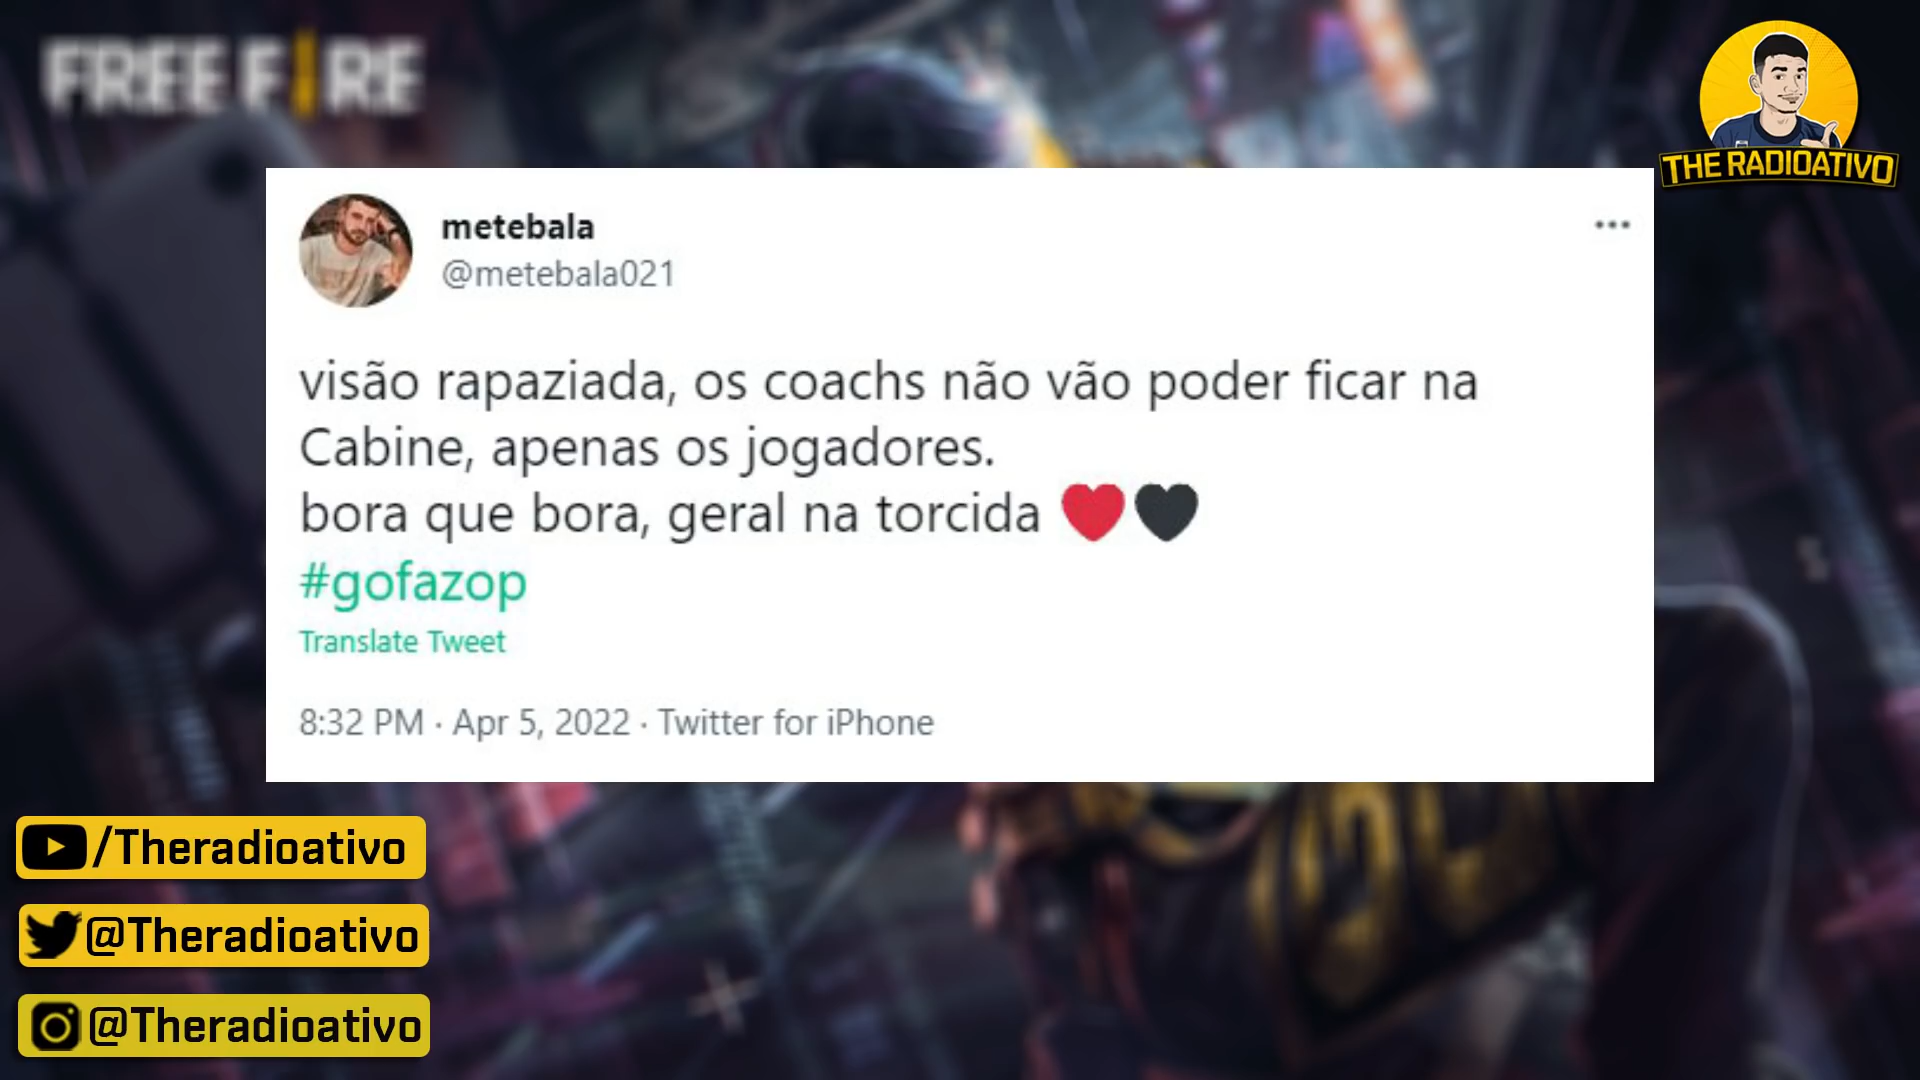 FREE FIRE
THE RADIOATIVO
metebala
@metebala021
visão rapaziada, os coachs não vão poder ficar na
Cabine, apenas os jogadores.
bora que bora, geral na torcida ❤️🖤
#gofazop
Translate Tweet
8:32 PM · Apr 5, 2022 · Twitter for iPhone
/Theradioativo
@Theradioativo
@Theradioativo